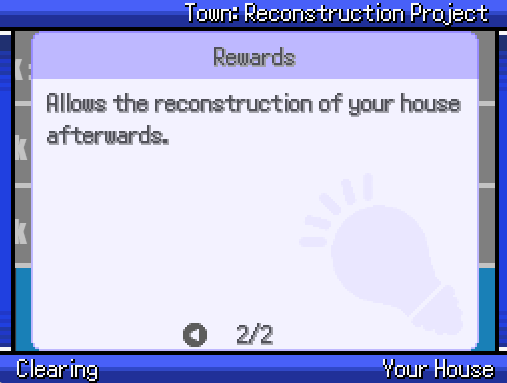 Town: Reconstruction Project
Rewards
Allows the reconstruction of your house
afterwards.
2/2
Clearing
Your House